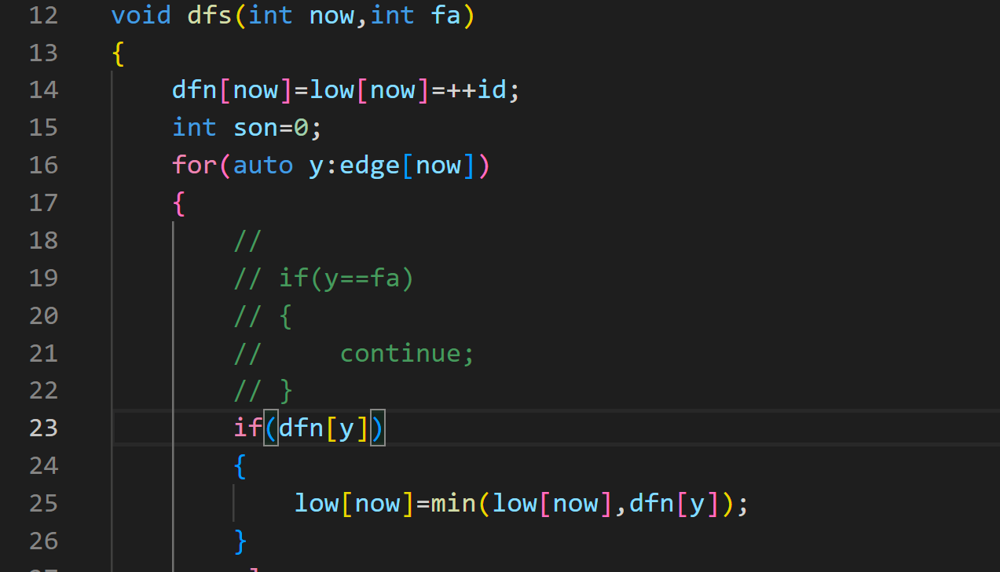 12 void dfs(int now,int fa)
13 {
14 dfn[now]=low[now]=++id;
15 int son=0;
16 for(auto y:edge[now])
17 {
18 //
19 // if(y==fa)
20 // {
21 // continue;
22 // }
23 if(dfn[y])
24 {
25 low[now]=min(low[now],dfn[y]);
26 }